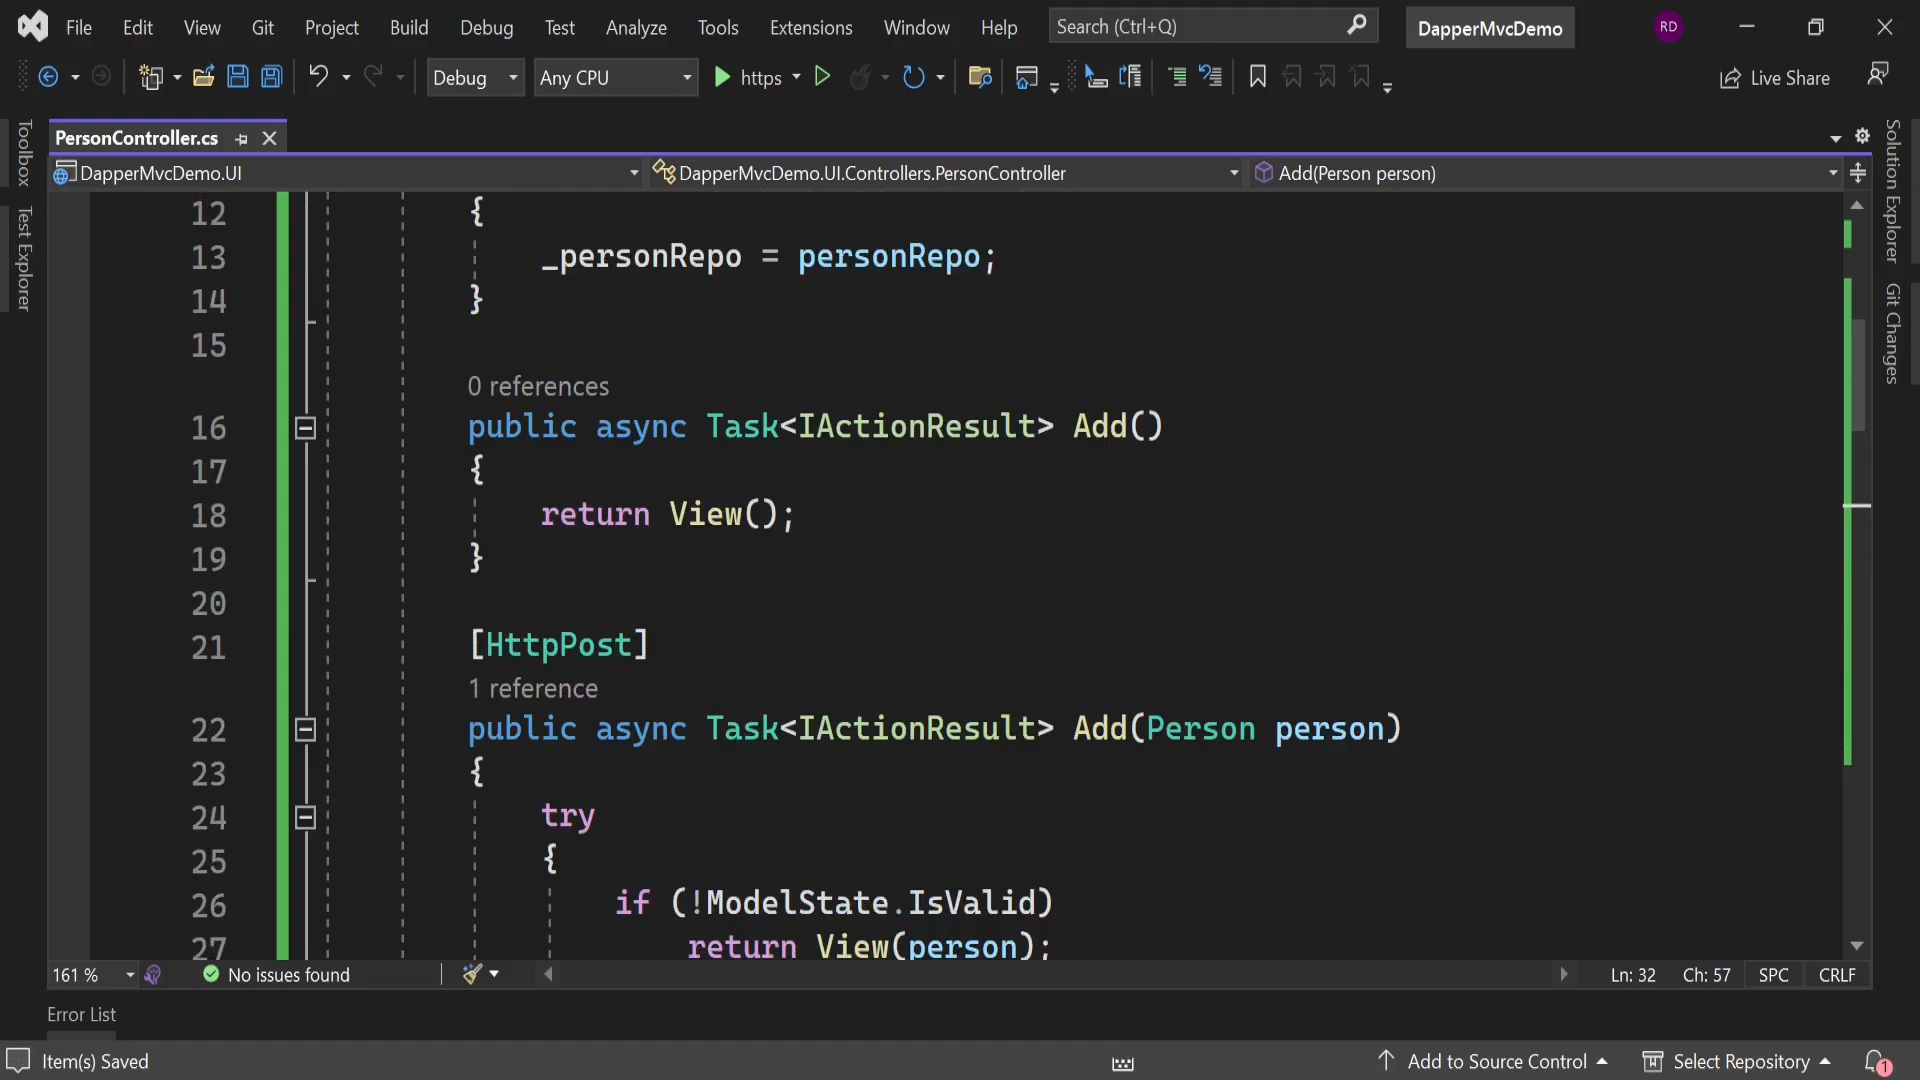 File Edit View Git Project Build Debug Test Analyze Tools Extensions Window Help Search (Ctrl+Q) DapperMvcDemo RD
Debug Any CPU https Live Share
PersonController.cs
DapperMvcDemo.UI DapperMvcDemo.UI.Controllers.PersonController Add(Person person)
Toolbox
Test Explorer
Solution Explorer
Git Changes
12 {
13 _personRepo = personRepo;
14 }
15
0 references
16 public async Task<IActionResult> Add()
17 {
18 return View();
19 }
20
21 [HttpPost]
1 reference
22 public async Task<IActionResult> Add(Person person)
23 {
24 try
25 {
26 if (!ModelState.IsValid)
27 return View(person);
161 % No issues found Ln: 32 Ch: 57 SPC CRLF
Error List
Item(s) Saved Add to Source Control Select Repository 1